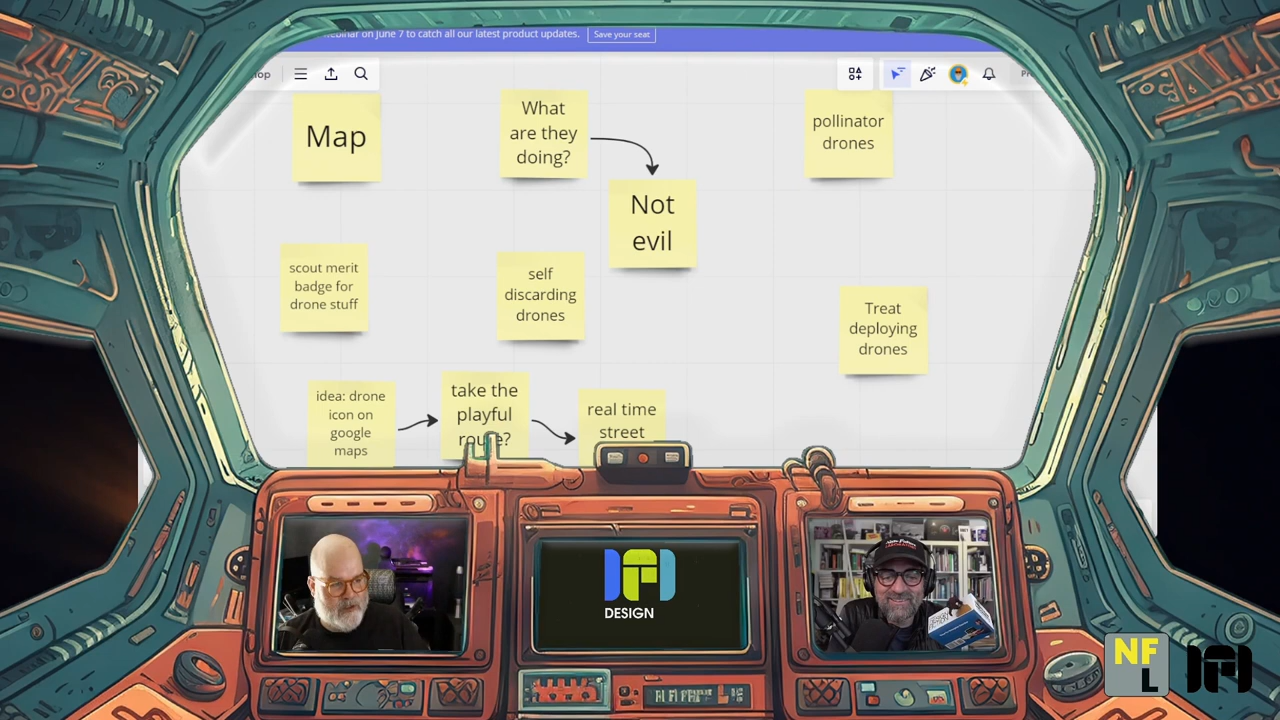 ebinar on June 7 to catch all our latest product updates.
Save your seat
hop
Map
What
are they
doing?
Not
evil
pollinator
drones
scout merit
badge for
drone stuff
self
discarding
drones
Treat
deploying
drones
idea: drone
icon on
google
maps
take the
playful
route?
real time
street
DESIGN
NF
L